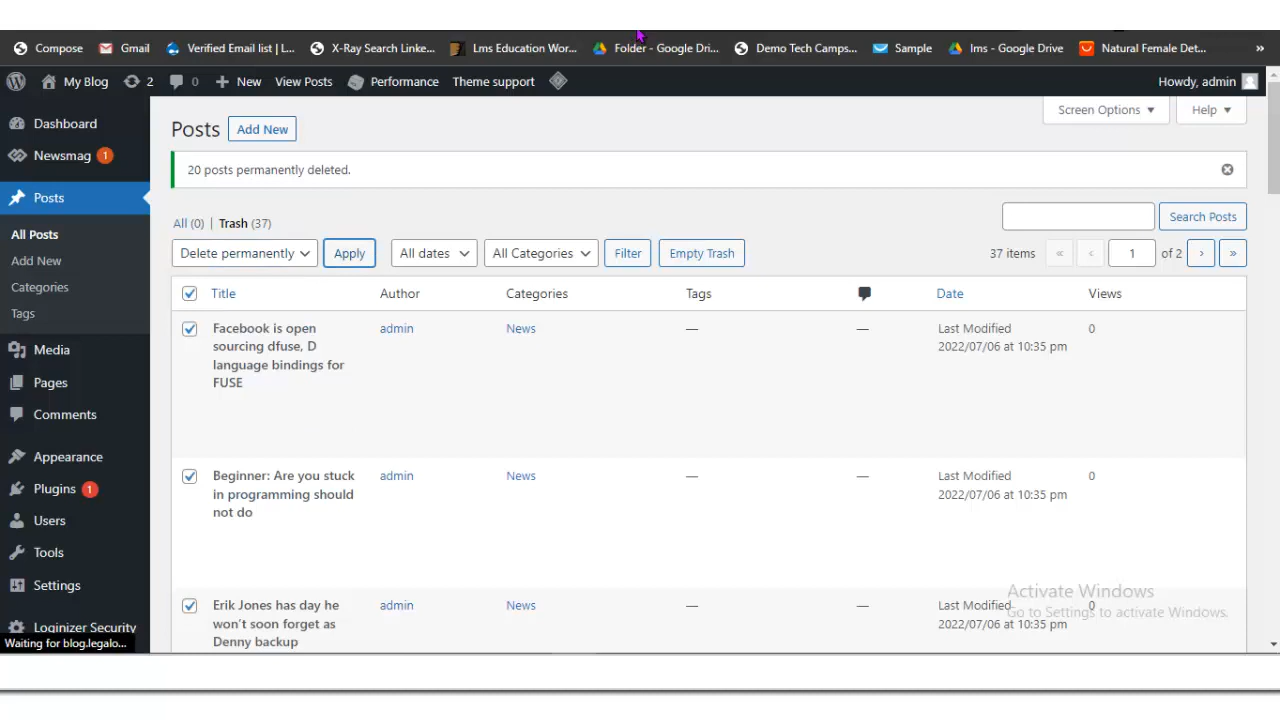 Compose Gmail Verified Email list | L... X-Ray Search Linke... Lms Education Wor... Folder - Google Dri... Demo Tech Camps... Sample lms - Google Drive Natural Female Det... »
My Blog 2 0 New View Posts Performance Theme support Howdy, admin
Screen Options Help
Dashboard
Newsmag 1
Posts
All Posts
Add New
Categories
Tags
Media
Pages
Comments
Appearance
Plugins 1
Users
Tools
Settings
Loginizer Security
Waiting for blog.legalo...
Posts Add New
20 posts permanently deleted.
All (0) | Trash (37)
Search Posts
Delete permanently Apply All dates All Categories Filter Empty Trash 37 items « ‹ 1 of 2 › »
Title Author Categories Tags Date Views
Facebook is open admin News — — Last Modified 0
sourcing dfuse, D 2022/07/06 at 10:35 pm
language bindings for
FUSE
Beginner: Are you stuck admin News — — Last Modified 0
in programming should 2022/07/06 at 10:35 pm
not do
Erik Jones has day he admin News — — Last Modified 0
won't soon forget as 2022/07/06 at 10:35 pm
Denny backup
Activate Windows
Go to Settings to activate Windows.